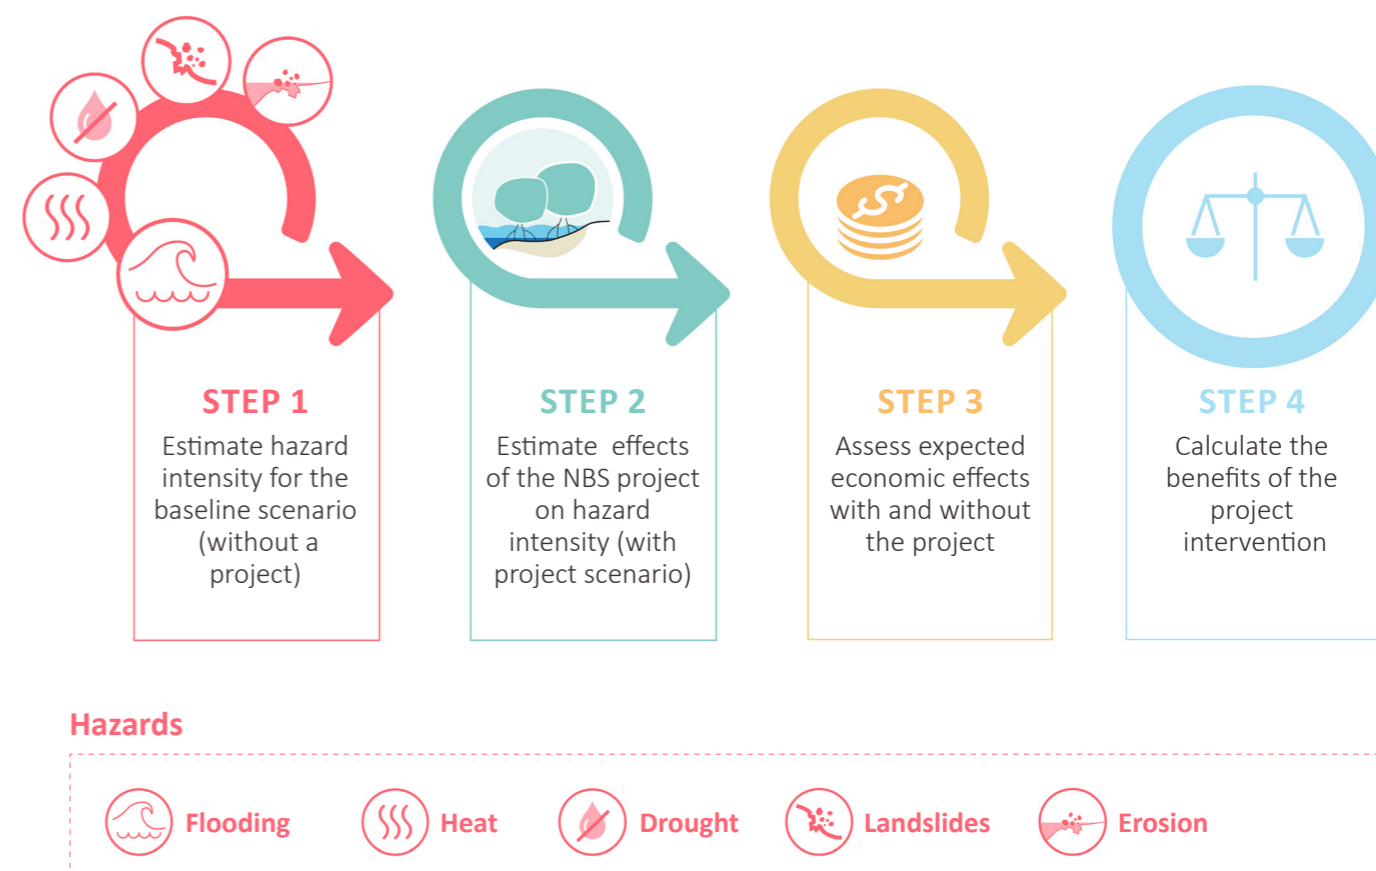 STEP 1
Estimate hazard
intensity for the
baseline scenario
(without a
project)
STEP 2
Estimate effects
of the NBS project
on hazard
intensity (with
project scenario)
STEP 3
Assess expected
economic effects
with and without
the project
STEP 4
Calculate the
benefits of the
project
intervention
Hazards
Flooding
Heat
Drought
Landslides
Erosion